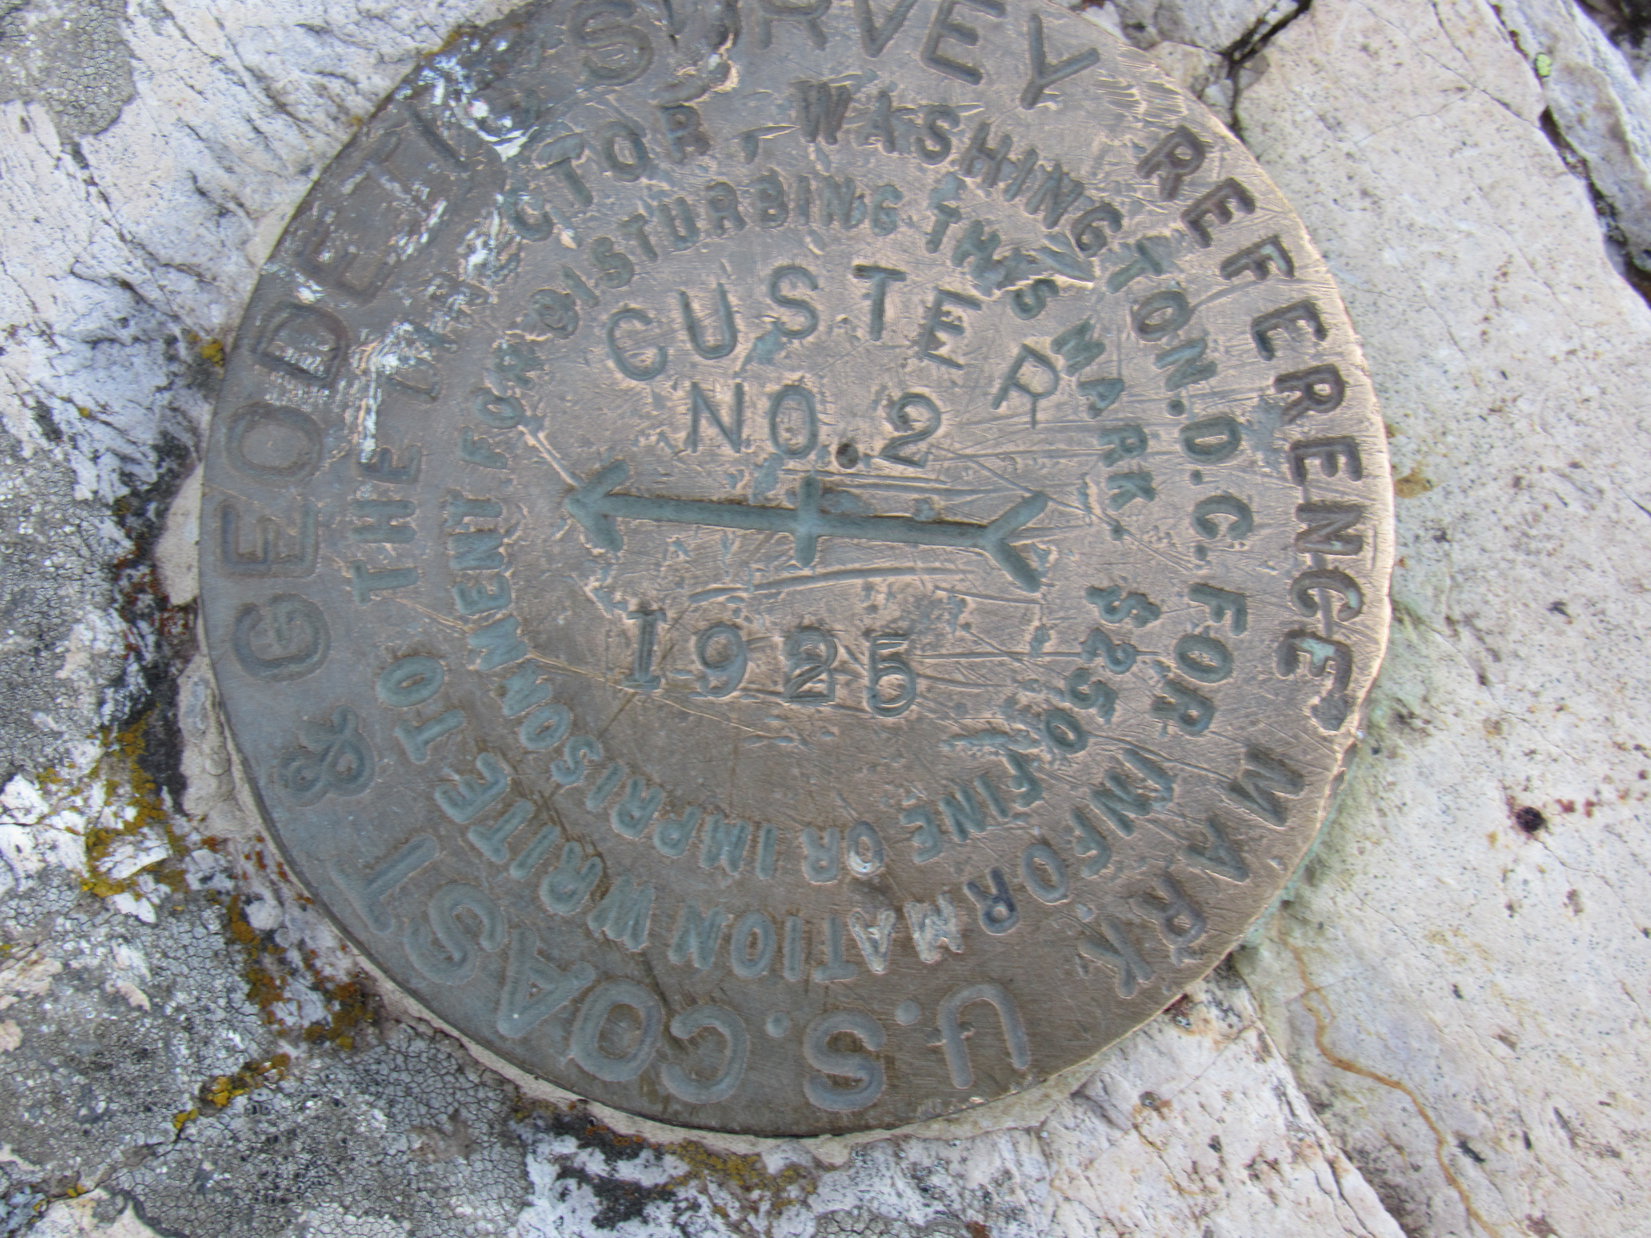 U.S. COAST & GEODETIC SURVEY REFERENCE MARK
FOR INFORMATION WRITE TO THE DIRECTOR, WASHINGTON, D.C.
$250 FINE OR IMPRISONMENT FOR DISTURBING THIS MARK.
CUSTER
NO. 2
1925